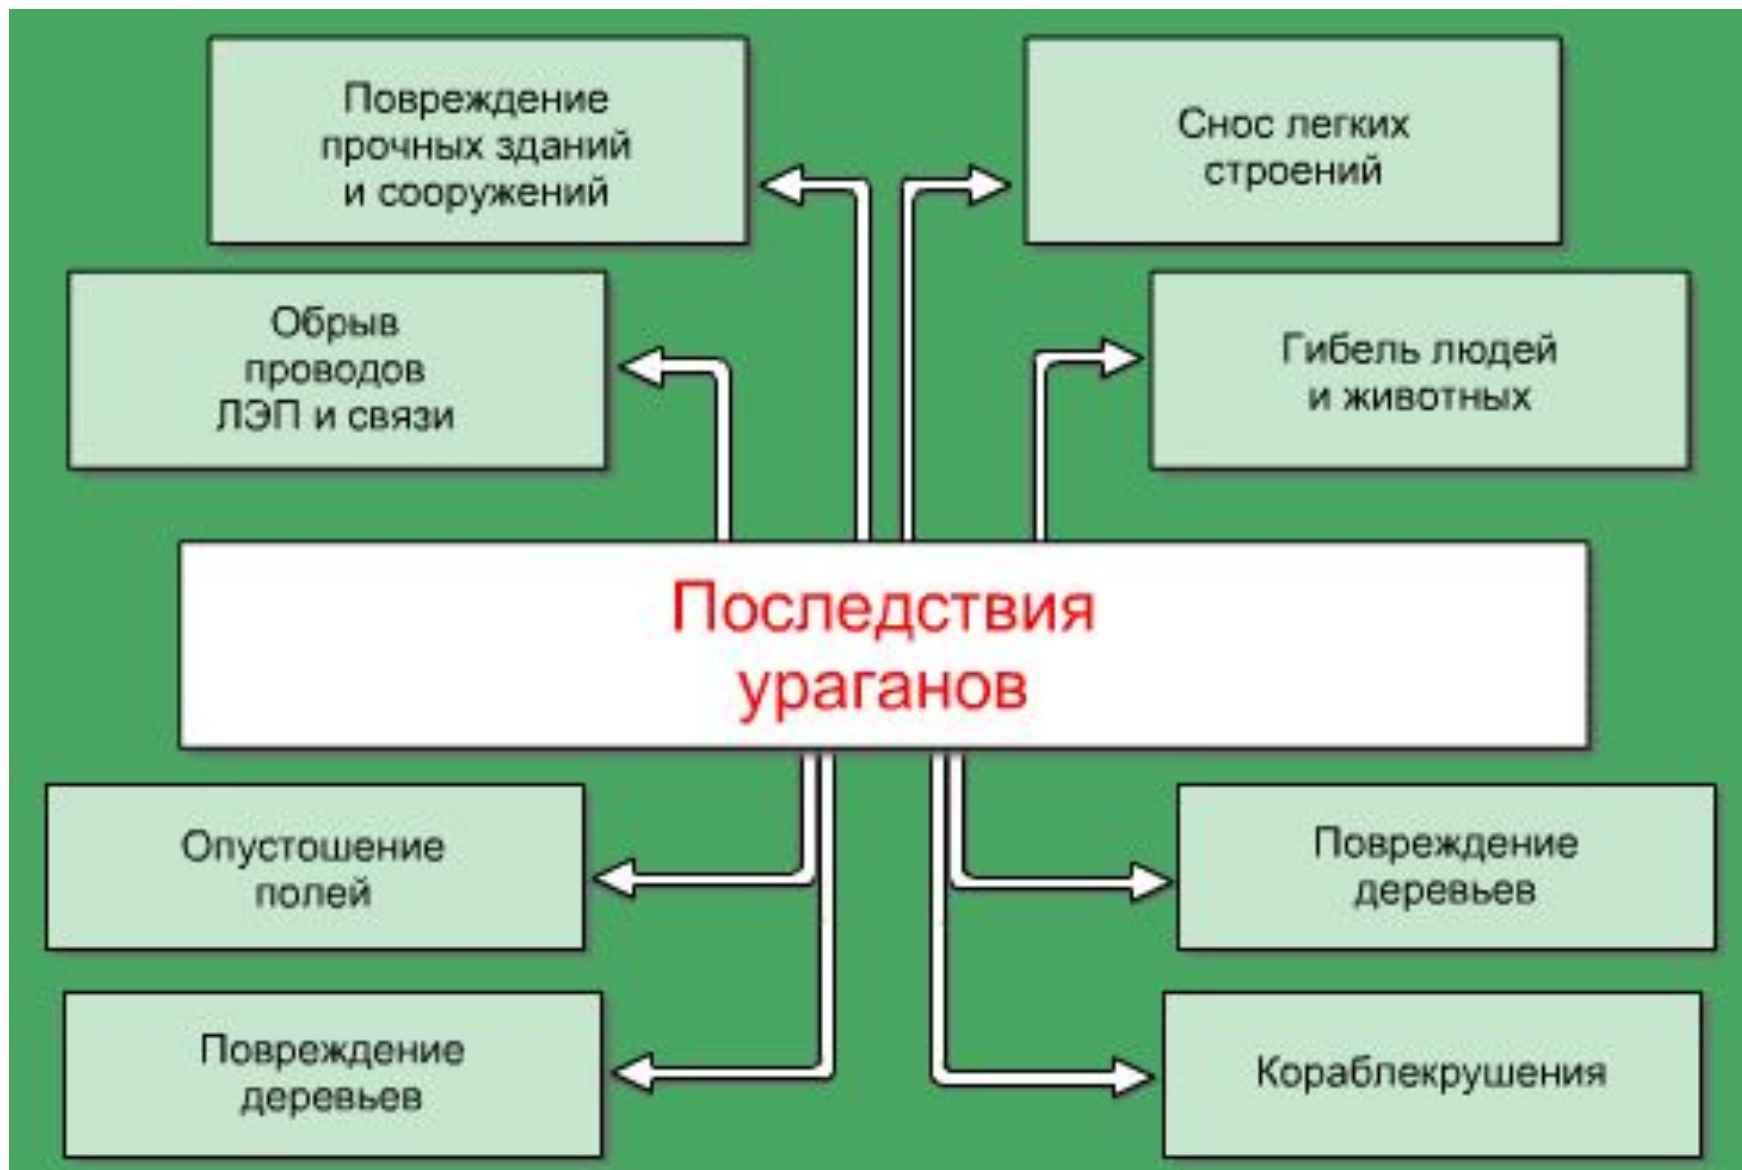 Повреждение
прочных зданий
и сооружений
Снос легких
строений
Обрыв
проводов
ЛЭП и связи
Гибель людей
и животных
Последствия
ураганов
Опустошение
полей
Повреждение
деревьев
Повреждение
деревьев
Кораблекрушения